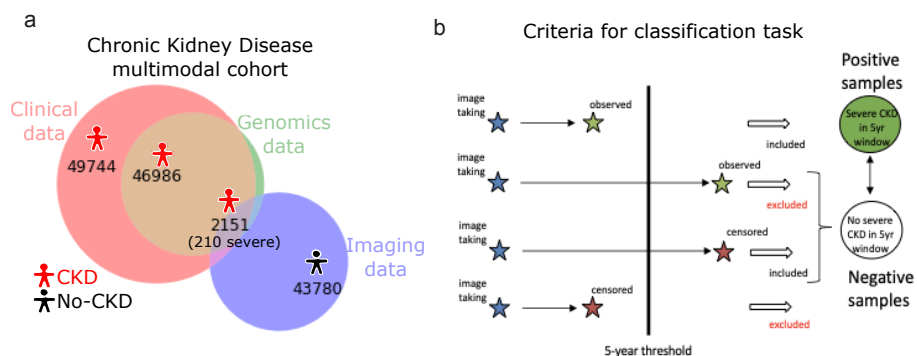 a
Chronic Kidney Disease
multimodal cohort
Clinical
data
Genomics
data
49744
46986
2151
(210 severe)
Imaging
data
43780
CKD
No-CKD
b
Criteria for classification task
image
taking
observed
included
image
taking
observed
excluded
image
taking
censored
included
image
taking
censored
excluded
5-year threshold
Positive
samples
Severe CKD
in 5yr
window
No severe
CKD in 5yr
window
Negative
samples